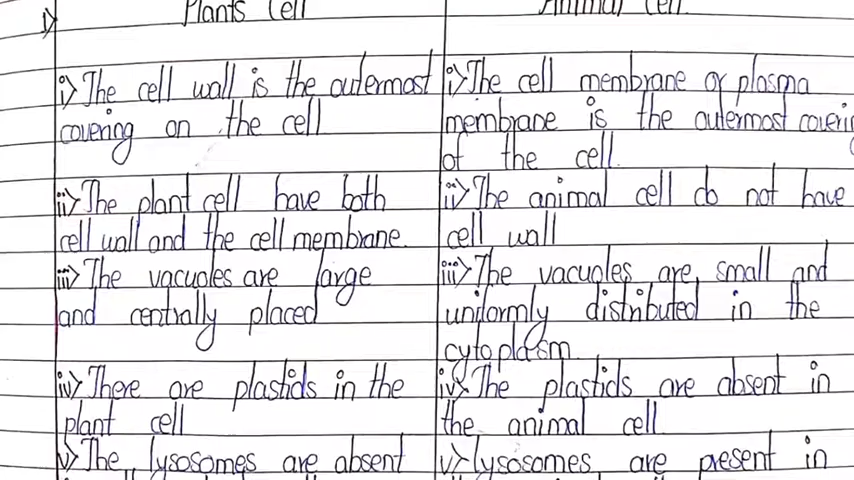 1>
Plants Cell
Animal Cell
i> The cell wall is the outermost
covering on the cell
i> The cell membrane or plasma
membrane is the outermost
of the cell.
ii> The plant cell have both
cell wall and the cell membrane.
ii> The animal cell do not have
cell wall
iii> The vacuoles are large
and centrally placed
iii> The vacuoles are small and
uniformly distributed in the
cytoplasm.
iv> There are plastids in the
plant cell
iv> The plastids are absent in
the animal cell
v> The lysosomes are absent
v> lysosomes are present in